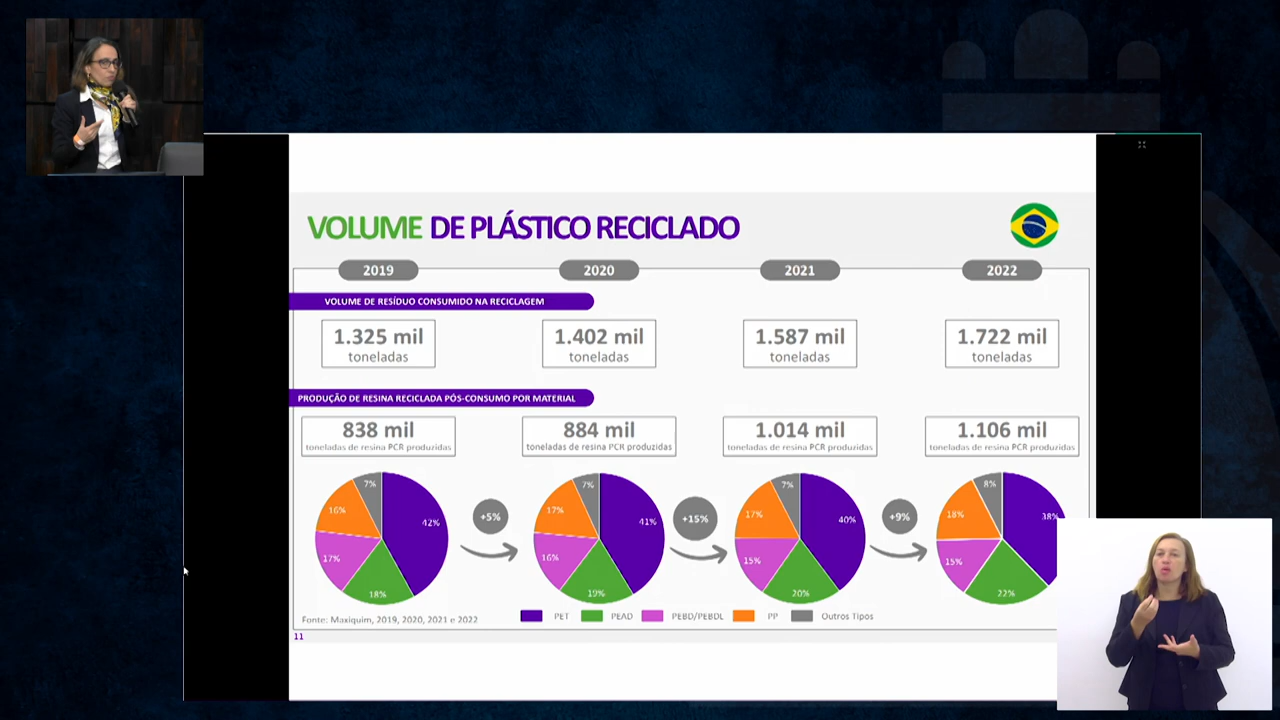 VOLUME DE PLÁSTICO RECICLADO
2019
2020
2021
2022
VOLUME DE RESÍDUO CONSUMIDO NA RECICLAGEM
1.325 mil
toneladas
1.402 mil
toneladas
1.587 mil
toneladas
1.722 mil
toneladas
PRODUÇÃO DE RESINA RECICLADA PÓS-CONSUMO POR MATERIAL
838 mil
toneladas de resina PCR produzidas
884 mil
toneladas de resina PCR produzidas
1.014 mil
toneladas de resina PCR produzidas
1.106 mil
toneladas de resina PCR produzidas
7%
16%
42%
17%
18%
+5%
7%
17%
41%
16%
19%
+15%
7%
17%
40%
15%
20%
+9%
8%
18%
38%
15%
22%
PET
PEAD
PEBD/PEBDL
PP
Outros Tipos
Fonte: Maxiquim, 2019, 2020, 2021 e 2022
11